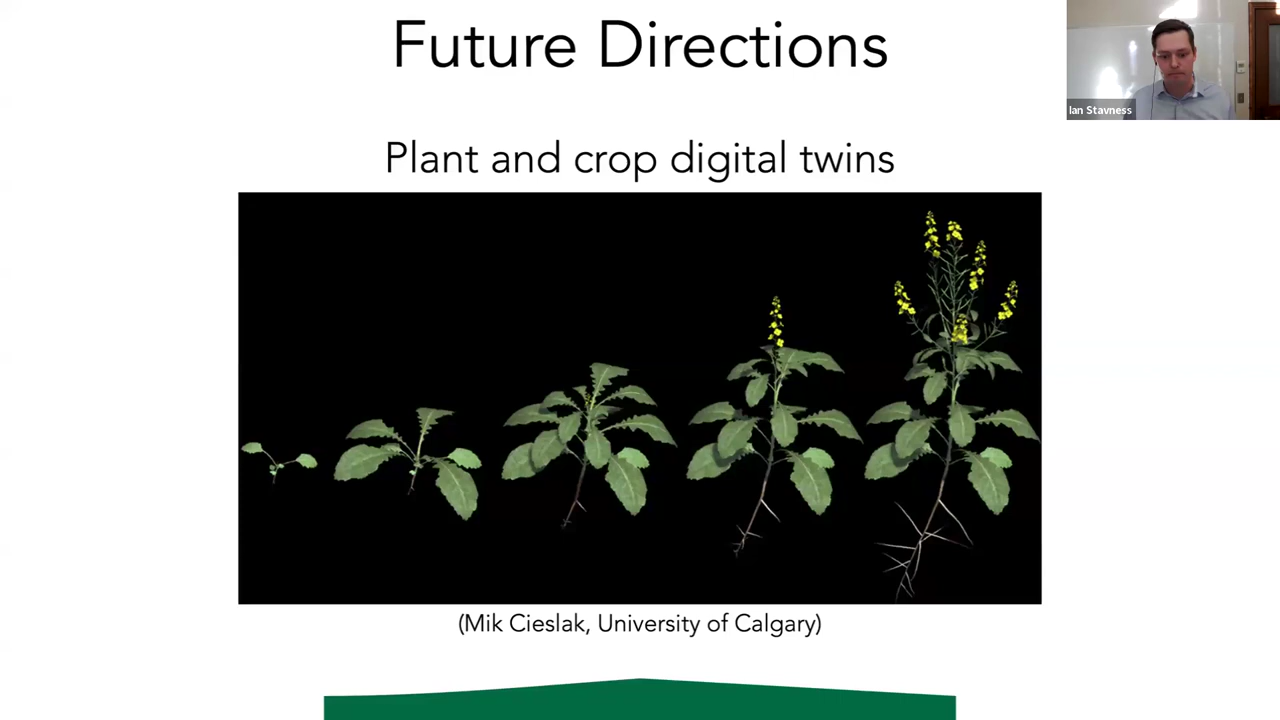 Future Directions
Ian Stavness
Plant and crop digital twins
(Mik Cieslak, University of Calgary)